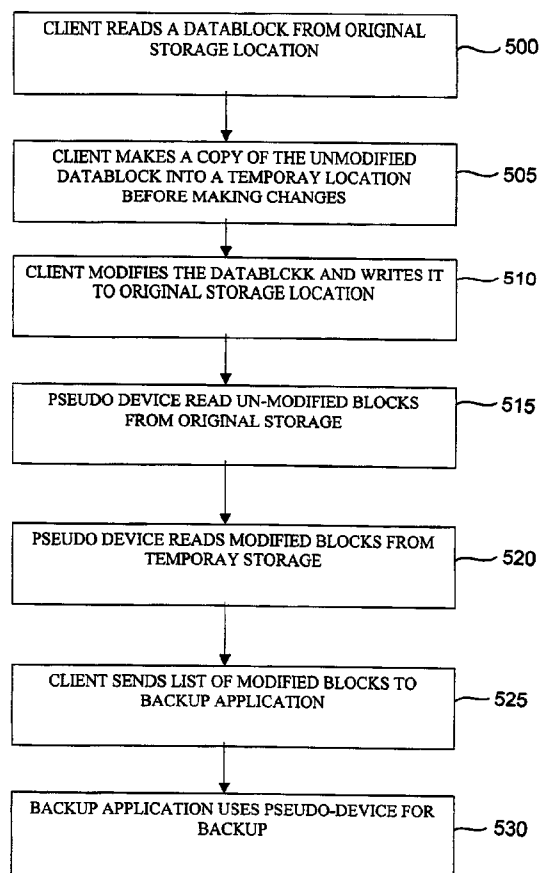 CLIENT READS A DATABLOCK FROM ORIGINAL
STORAGE LOCATION
500
CLIENT MAKES A COPY OF THE UNMODIFIED
DATABLOCK INTO A TEMPORAY LOCATION
BEFORE MAKING CHANGES
505
CLIENT MODIFIES THE DATABLCKK AND WRITES IT
TO ORIGINAL STORAGE LOCATION
510
PSEUDO DEVICE READ UN-MODIFIED BLOCKS
FROM ORIGINAL STORAGE
515
PSEUDO DEVICE READS MODIFIED BLOCKS FROM
TEMPORAY STORAGE
520
CLIENT SENDS LIST OF MODIFIED BLOCKS TO
BACKUP APPLICATION
525
BACKUP APPLICATION USES PSEUDO-DEVICE FOR
BACKUP
530